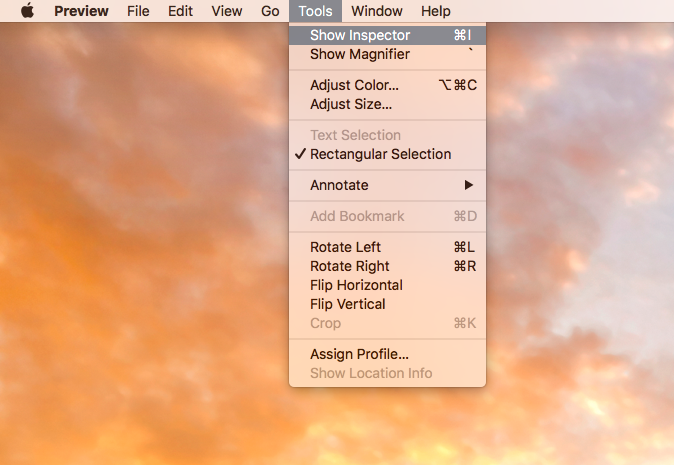 Preview File Edit View Go Tools Window Help
Show Inspector ⌘I
Show Magnifier `
Adjust Color... ⌥⌘C
Adjust Size...
Text Selection
✓ Rectangular Selection
Annotate ▶
Add Bookmark ⌘D
Rotate Left ⌘L
Rotate Right ⌘R
Flip Horizontal
Flip Vertical
Crop ⌘K
Assign Profile...
Show Location Info